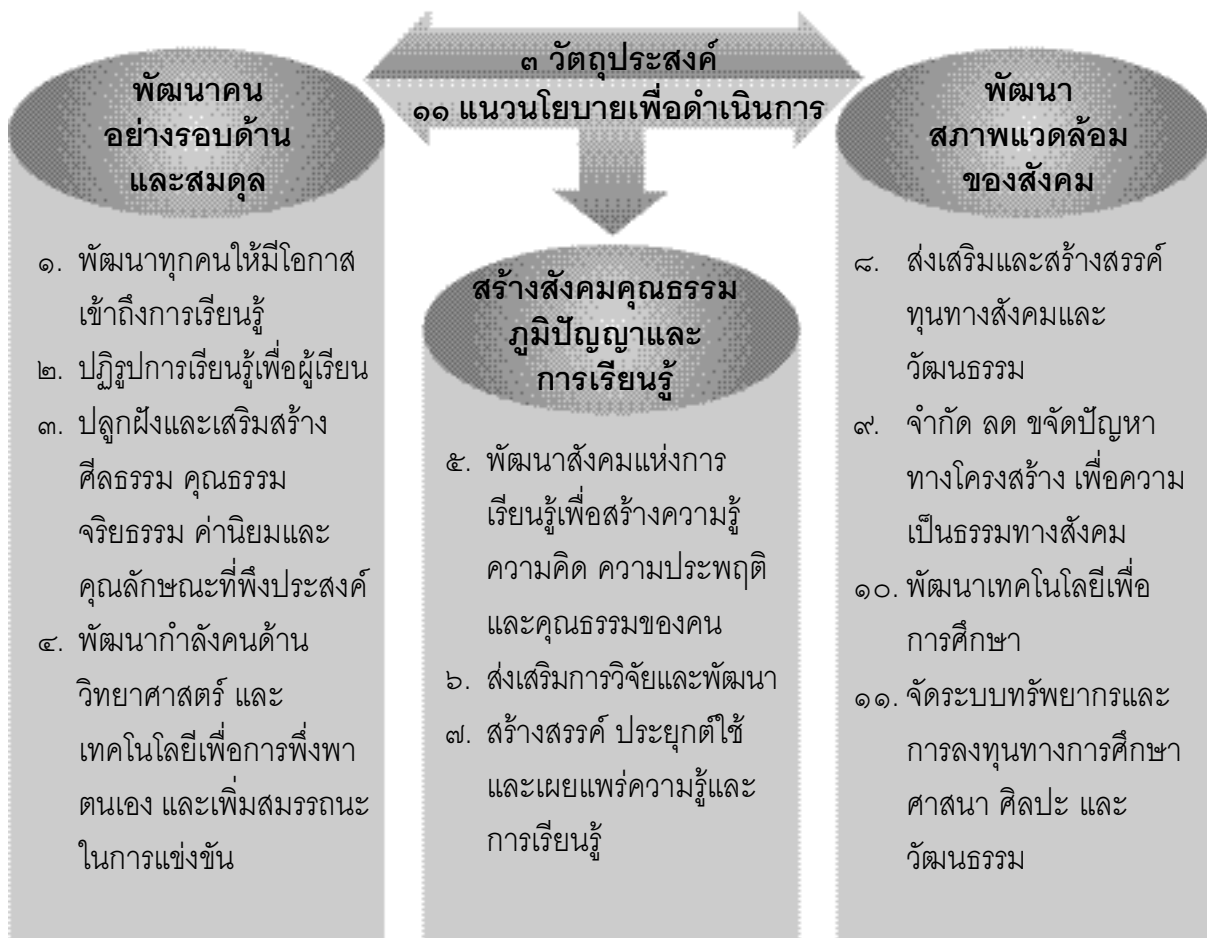 ๓ วัตถุประสงค์
๑๑ แนวนโยบายเพื่อดำเนินการ
พัฒนาคน
อย่างรอบด้าน
และสมดุล
๑. พัฒนาทุกคนให้มีโอกาส
เข้าถึงการเรียนรู้
๒. ปฏิรูปการเรียนรู้เพื่อผู้เรียน
๓. ปลูกฝังและเสริมสร้าง
ศีลธรรม คุณธรรม
จริยธรรม ค่านิยมและ
คุณลักษณะที่พึงประสงค์
๔. พัฒนากำลังคนด้าน
วิทยาศาสตร์ และ
เทคโนโลยีเพื่อการพึ่งพา
ตนเอง และเพิ่มสมรรถนะ
ในการแข่งขัน
สร้างสังคมคุณธรรม
ภูมิปัญญาและ
การเรียนรู้
๕. พัฒนาสังคมแห่งการ
เรียนรู้เพื่อสร้างความรู้
ความคิด ความประพฤติ
และคุณธรรมของคน
๖. ส่งเสริมการวิจัยและพัฒนา
๗. สร้างสรรค์ ประยุกต์ใช้
และเผยแพร่ความรู้และ
การเรียนรู้
พัฒนา
สภาพแวดล้อม
ของสังคม
๘. ส่งเสริมและสร้างสรรค์
ทุนทางสังคมและ
วัฒนธรรม
๙. จำกัด ลด ขจัดปัญหา
ทางโครงสร้าง เพื่อความ
เป็นธรรมทางสังคม
๑๐. พัฒนาเทคโนโลยีเพื่อ
การศึกษา
๑๑. จัดระบบทรัพยากรและ
การลงทุนทางการศึกษา
ศาสนา ศิลปะ และ
วัฒนธรรม